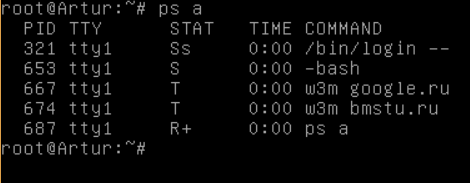 root@Artur:~# ps a
  PID TTY      STAT   TIME COMMAND
  321 tty1     Ss     0:00 /bin/login --
  653 tty1     S      0:00 -bash
  667 tty1     T      0:00 w3m google.ru
  674 tty1     T      0:00 w3m bmstu.ru
  687 tty1     R+     0:00 ps a
root@Artur:~#